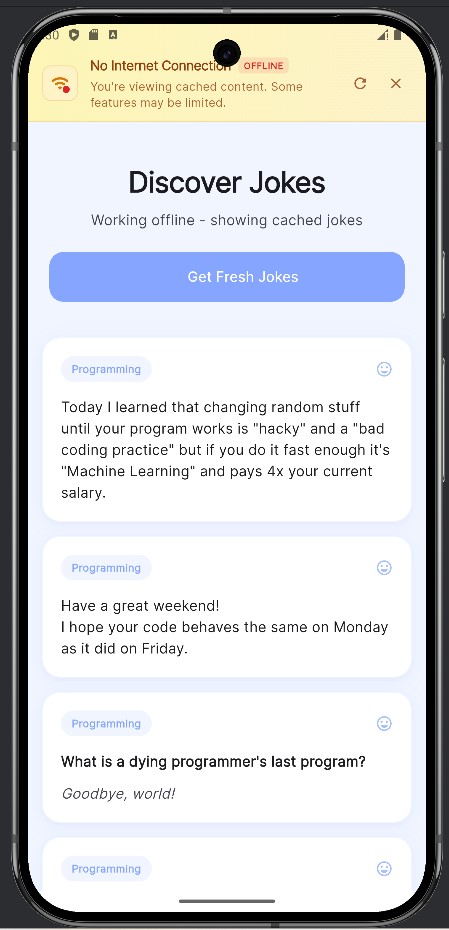 No Internet Connection OFFLINE
You're viewing cached content. Some
features may be limited.
Discover Jokes
Working offline - showing cached jokes
Get Fresh Jokes
Programming
Today I learned that changing random stuff
until your program works is "hacky" and a "bad
coding practice" but if you do it fast enough it's
"Machine Learning" and pays 4x your current
salary.
Programming
Have a great weekend!
I hope your code behaves the same on Monday
as it did on Friday.
Programming
What is a dying programmer's last program?
Goodbye, world!
Programming